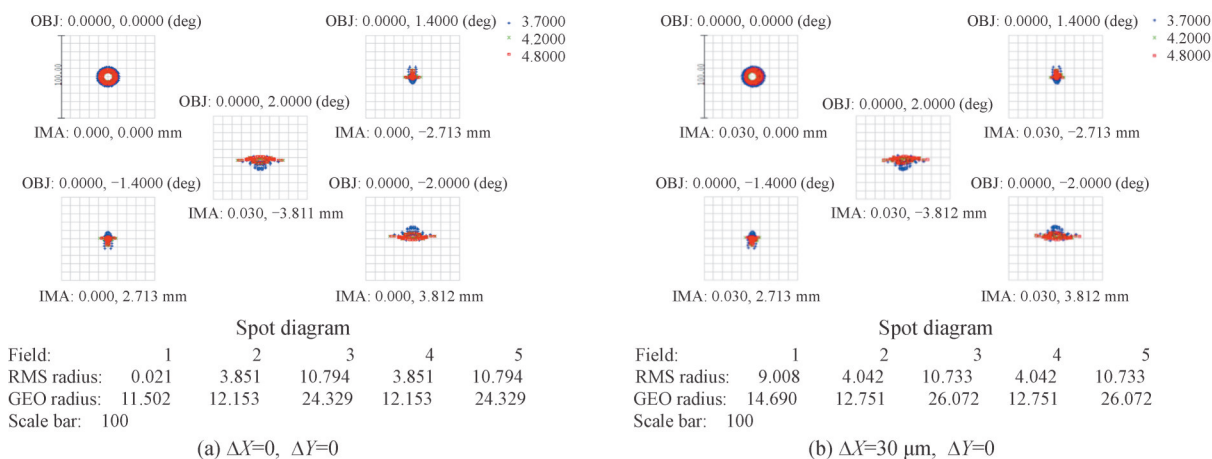 OBJ: 0.0000, 0.0000 (deg)
OBJ: 0.0000, 1.4000 (deg)
3.7000
4.2000
4.8000
100.00
OBJ: 0.0000, 2.0000 (deg)
IMA: 0.000, 0.000 mm
IMA: 0.000, −2.713 mm
OBJ: 0.0000, −1.4000 (deg)
OBJ: 0.0000, −2.0000 (deg)
IMA: 0.030, −3.811 mm
IMA: 0.000, 2.713 mm
IMA: 0.000, 3.812 mm
Spot diagram
Field: 1 2 3 4 5
RMS radius: 0.021 3.851 10.794 3.851 10.794
GEO radius: 11.502 12.153 24.329 12.153 24.329
Scale bar: 100
(a) ΔX=0, ΔY=0
OBJ: 0.0000, 0.0000 (deg)
OBJ: 0.0000, 1.4000 (deg)
3.7000
4.2000
4.8000
100.00
OBJ: 0.0000, 2.0000 (deg)
IMA: 0.030, 0.000 mm
IMA: 0.030, −2.713 mm
OBJ: 0.0000, −1.4000 (deg)
OBJ: 0.0000, −2.0000 (deg)
IMA: 0.030, −3.812 mm
IMA: 0.030, 2.713 mm
IMA: 0.030, 3.812 mm
Spot diagram
Field: 1 2 3 4 5
RMS radius: 9.008 4.042 10.733 4.042 10.733
GEO radius: 14.690 12.751 26.072 12.751 26.072
Scale bar: 100
(b) ΔX=30 μm, ΔY=0